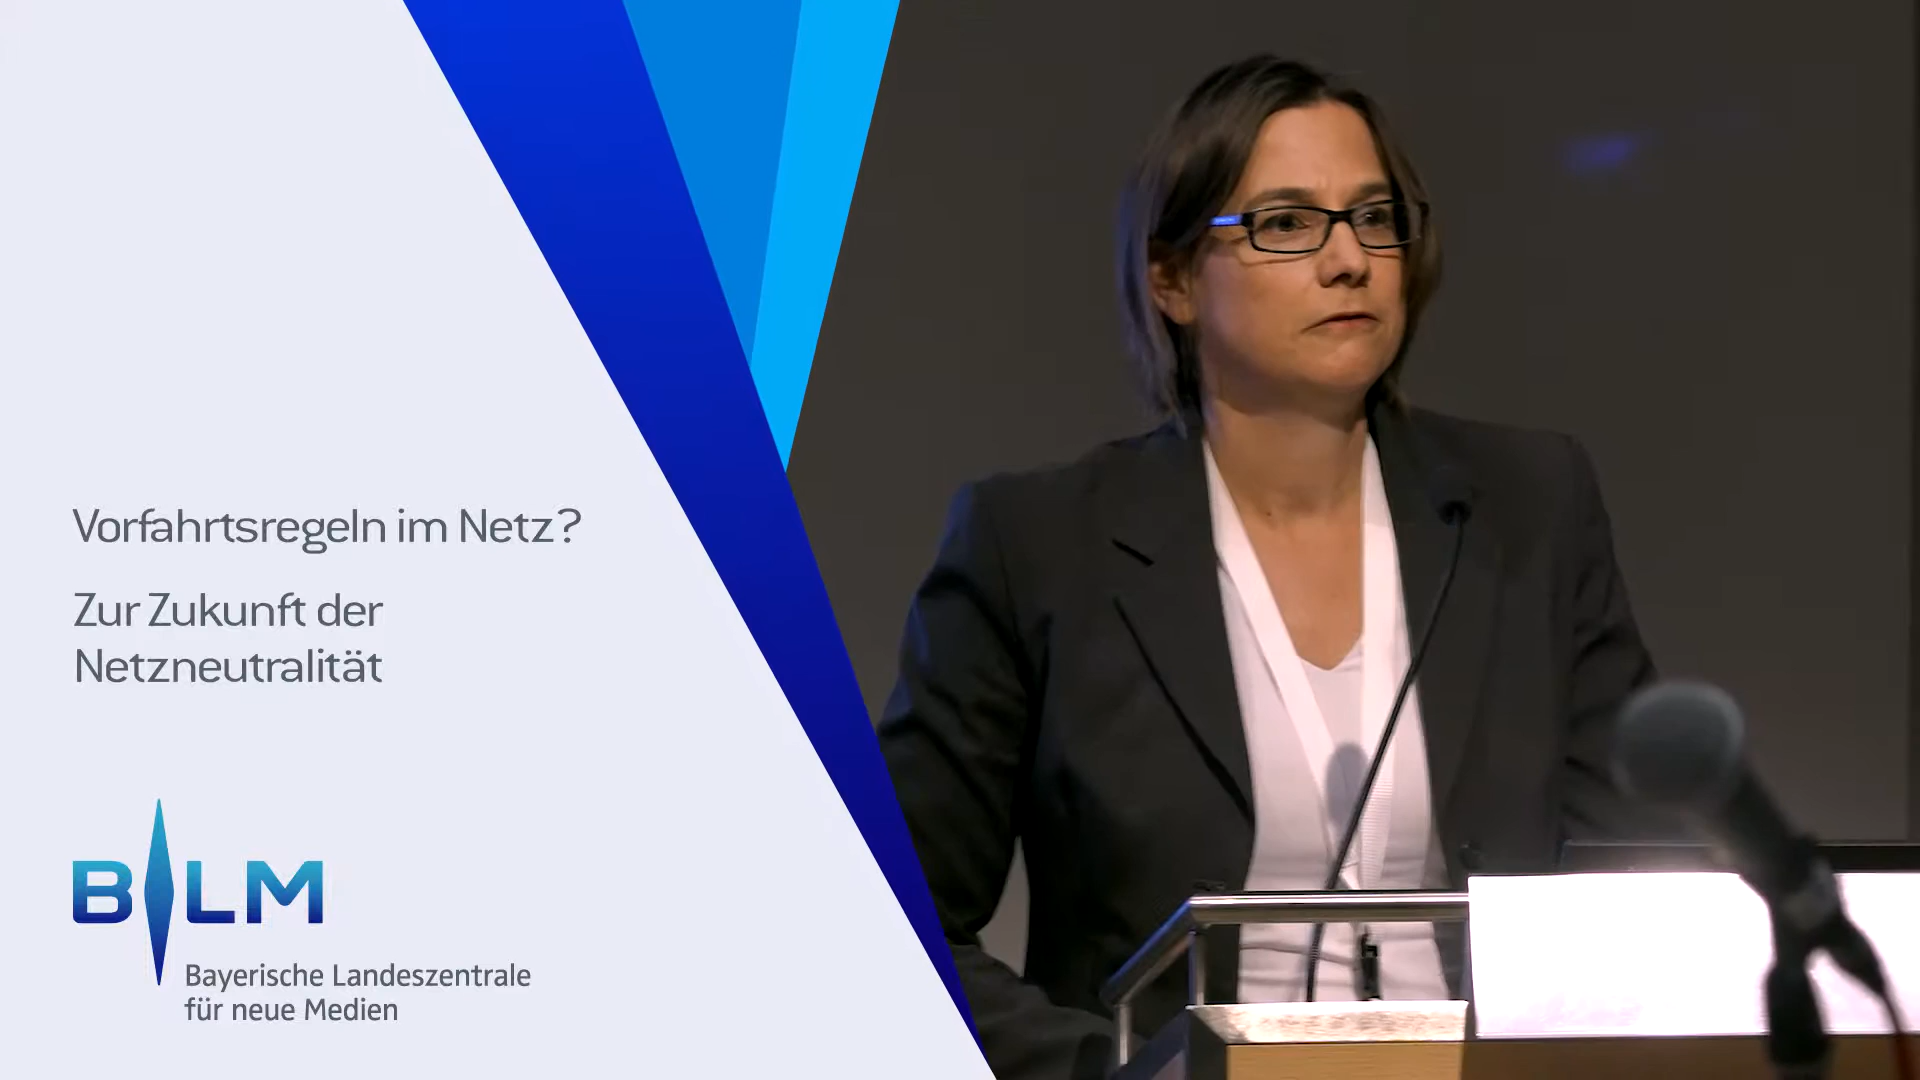 Vorfahrtsregeln im Netz?
Zur Zukunft der
Netzneutralität
BLM
Bayerische Landeszentrale
für neue Medien